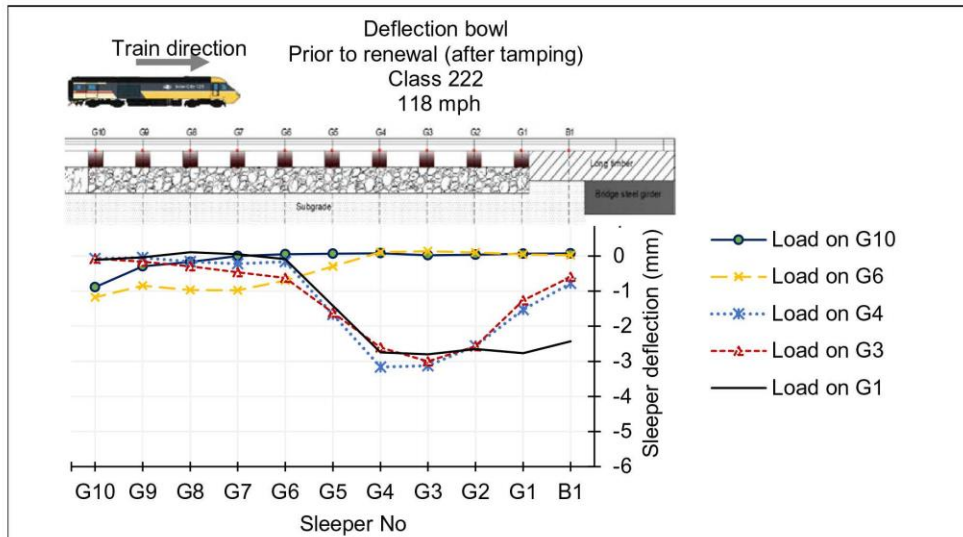 Deflection bowl
Train direction
Prior to renewal (after tamping)
Class 222
118 mph
G10 G9 G8 G7 G6 G5 G4 G3 G2 G1 B1
Long timber
Bridge steel girder
Subgrade
0
-1
-2
-3
-4
-5
-6
Sleeper deflection (mm)
Load on G10
Load on G6
Load on G4
Load on G3
Load on G1
G10 G9 G8 G7 G6 G5 G4 G3 G2 G1 B1
Sleeper No